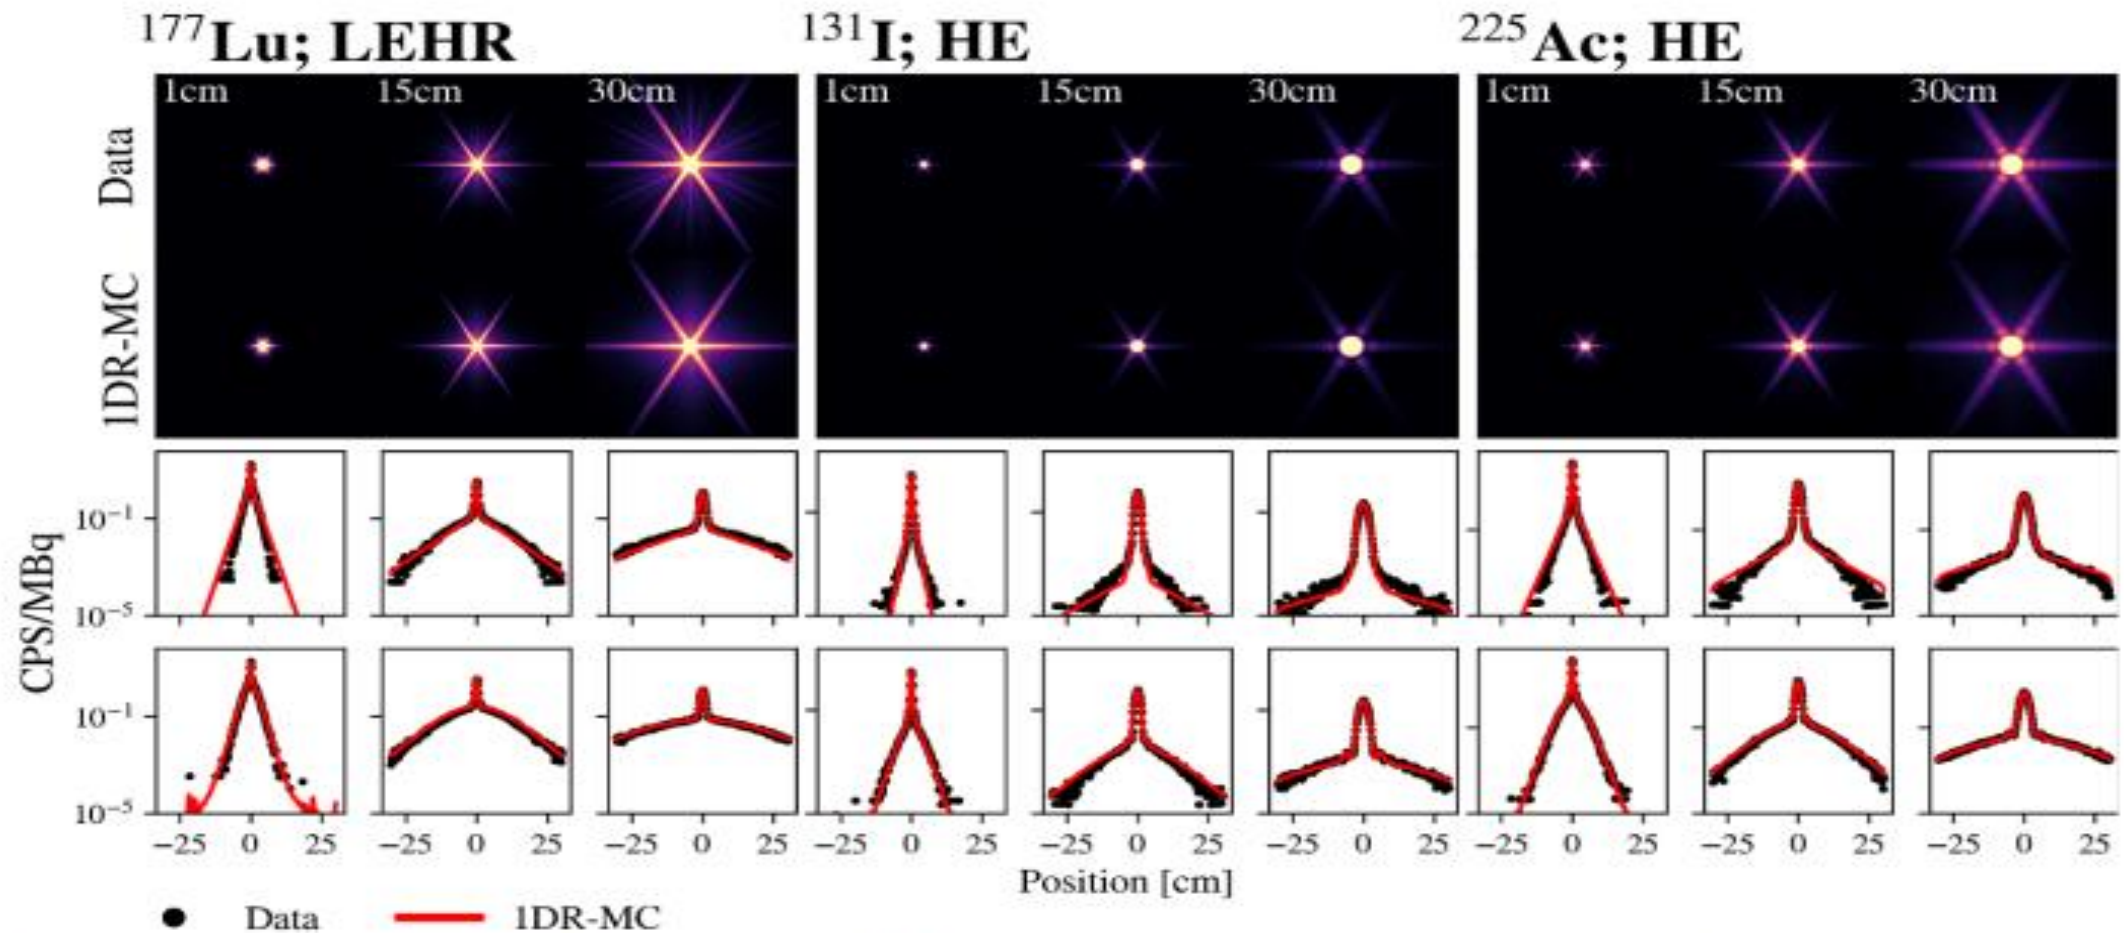 177Lu; LEHR 131I; HE 225Ac; HE
1cm 15cm 30cm 1cm 15cm 30cm 1cm 15cm 30cm
Data
1DR-MC
CPS/MBq
10−1
10−5
10−1
10−5
−25 0 25 −25 0 25 −25 0 25 −25 0 25 −25 0 25 −25 0 25 −25 0 25 −25 0 25 −25 0 25
Position [cm]
Data 1DR-MC